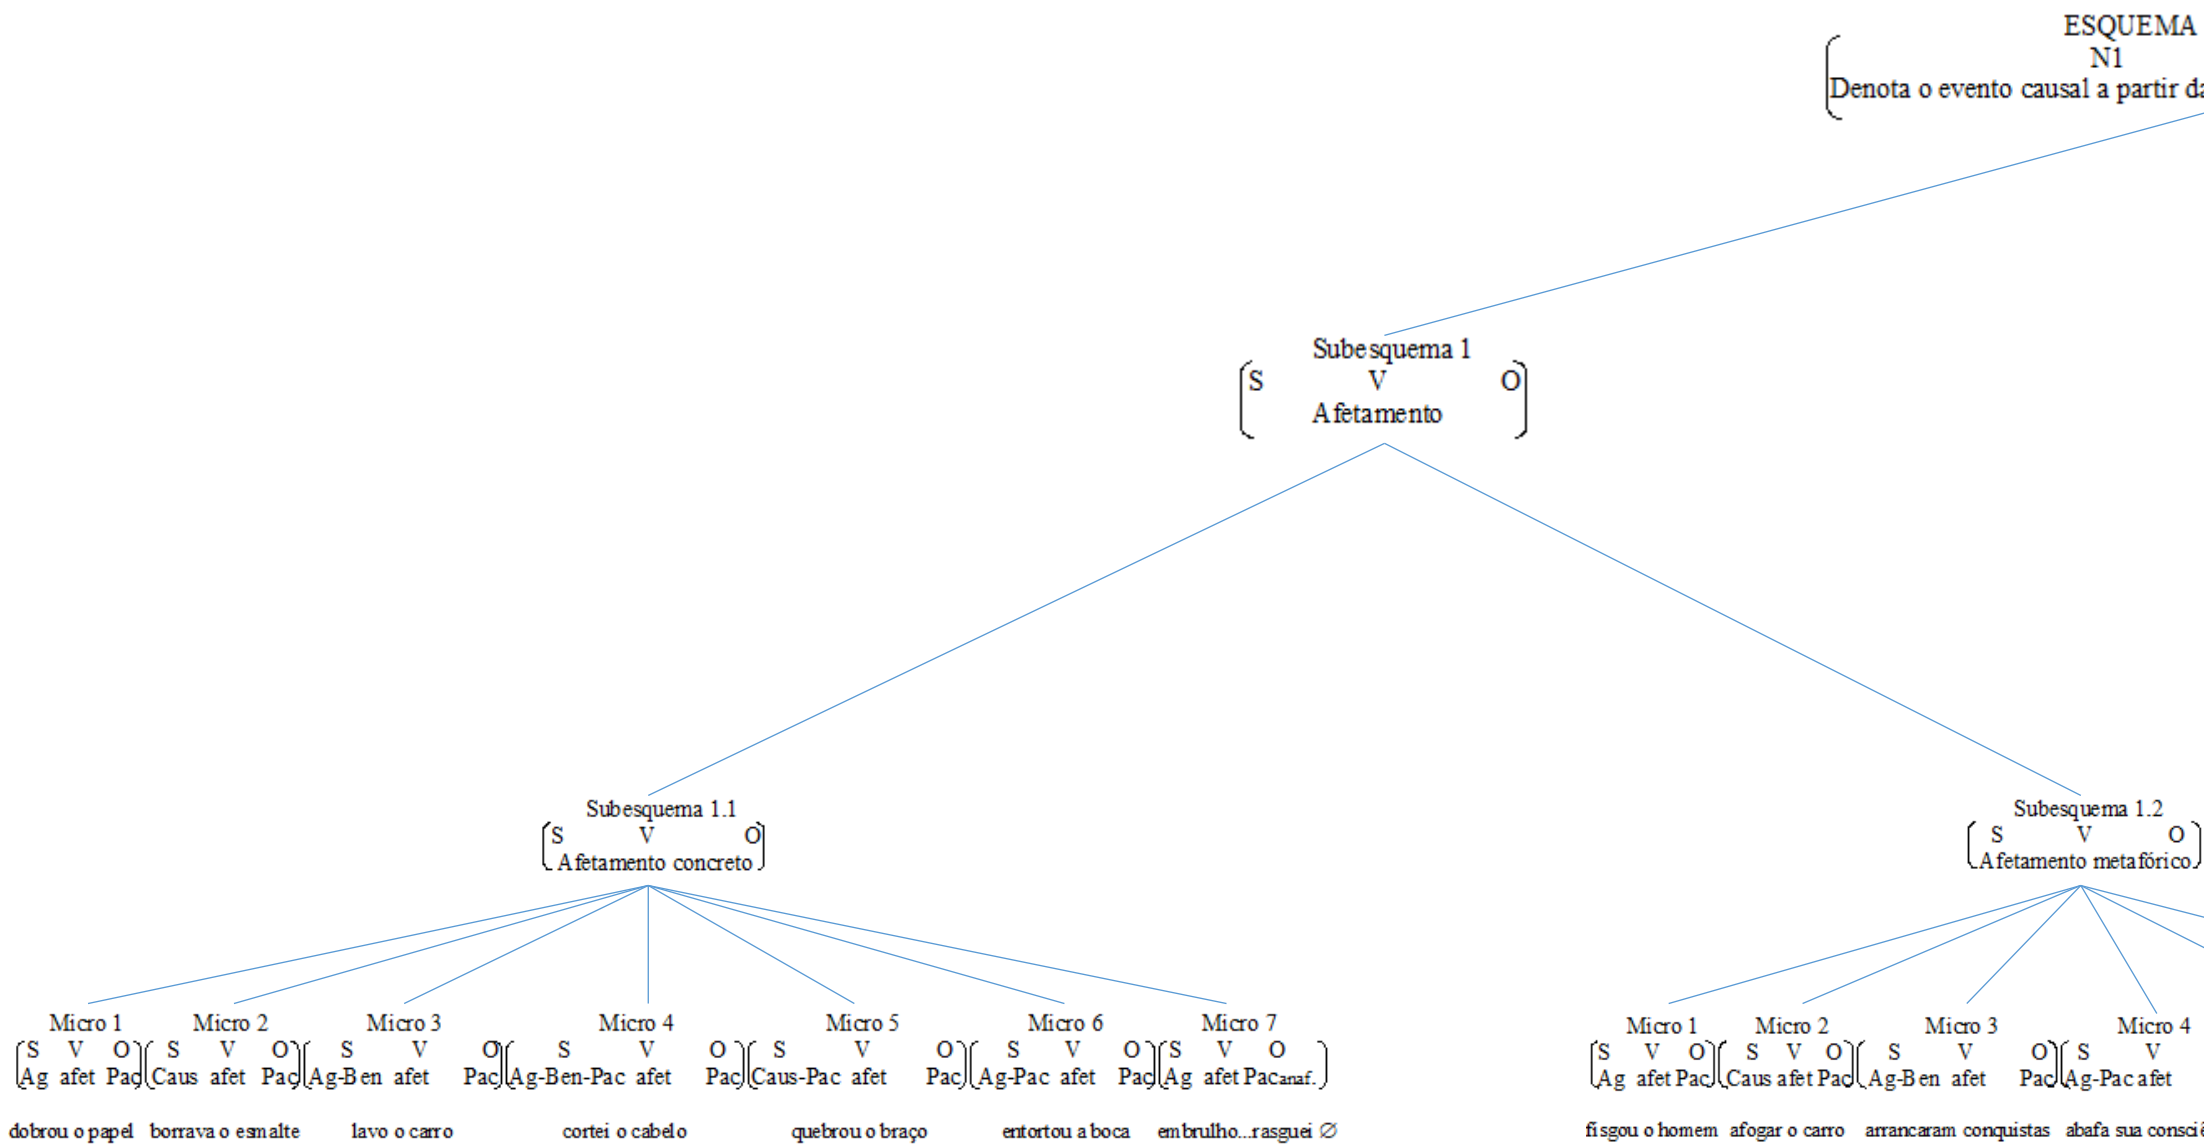 ESQUEMA
N1
Denota o evento causal a partir da
Subesquema 1
S V O
Afetamento
Subesquema 1.1
S V O
Afetamento concreto
Subesquema 1.2
S V O
Afetamento metafórico
Micro 1 Micro 2 Micro 3 Micro 4 Micro 5 Micro 6 Micro 7
S V O S V O S V O S V O S V O S V O S V O
Ag afet Pac Caus afet Pac Ag-Ben afet Pac Ag-Ben-Pac afet Pac Caus-Pac afet Pac Ag-Pac afet Pac Ag afet Pac anaf.
dobrou o papel borrava o esmalte lavo o carro cortei o cabelo quebrou o braço entortou a boca embrulho...rasguei ∅
Micro 1 Micro 2 Micro 3 Micro 4
S V O S V O S V O S V
Ag afet Pac Caus afet Pac Ag-Ben afet Pac Ag-Pac afet
fisgou o homem afogar o carro arrancaram conquistas abafa sua